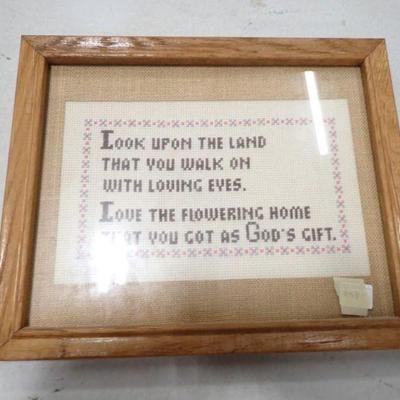 Look upon the land
that you walk on
with loving eyes.
Love the flowering home
that you got as God's gift.